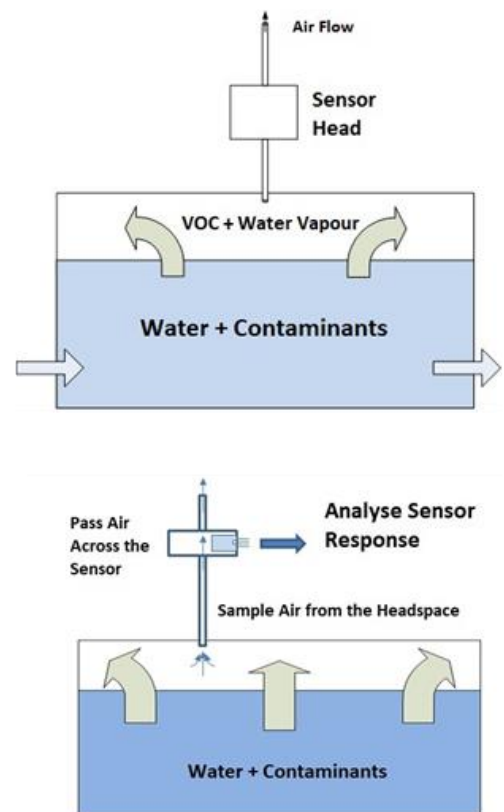 Air Flow
Sensor
Head
VOC + Water Vapour
Water + Contaminants
Pass Air
Across the
Sensor
Analyse Sensor
Response
Sample Air from the Headspace
Water + Contaminants